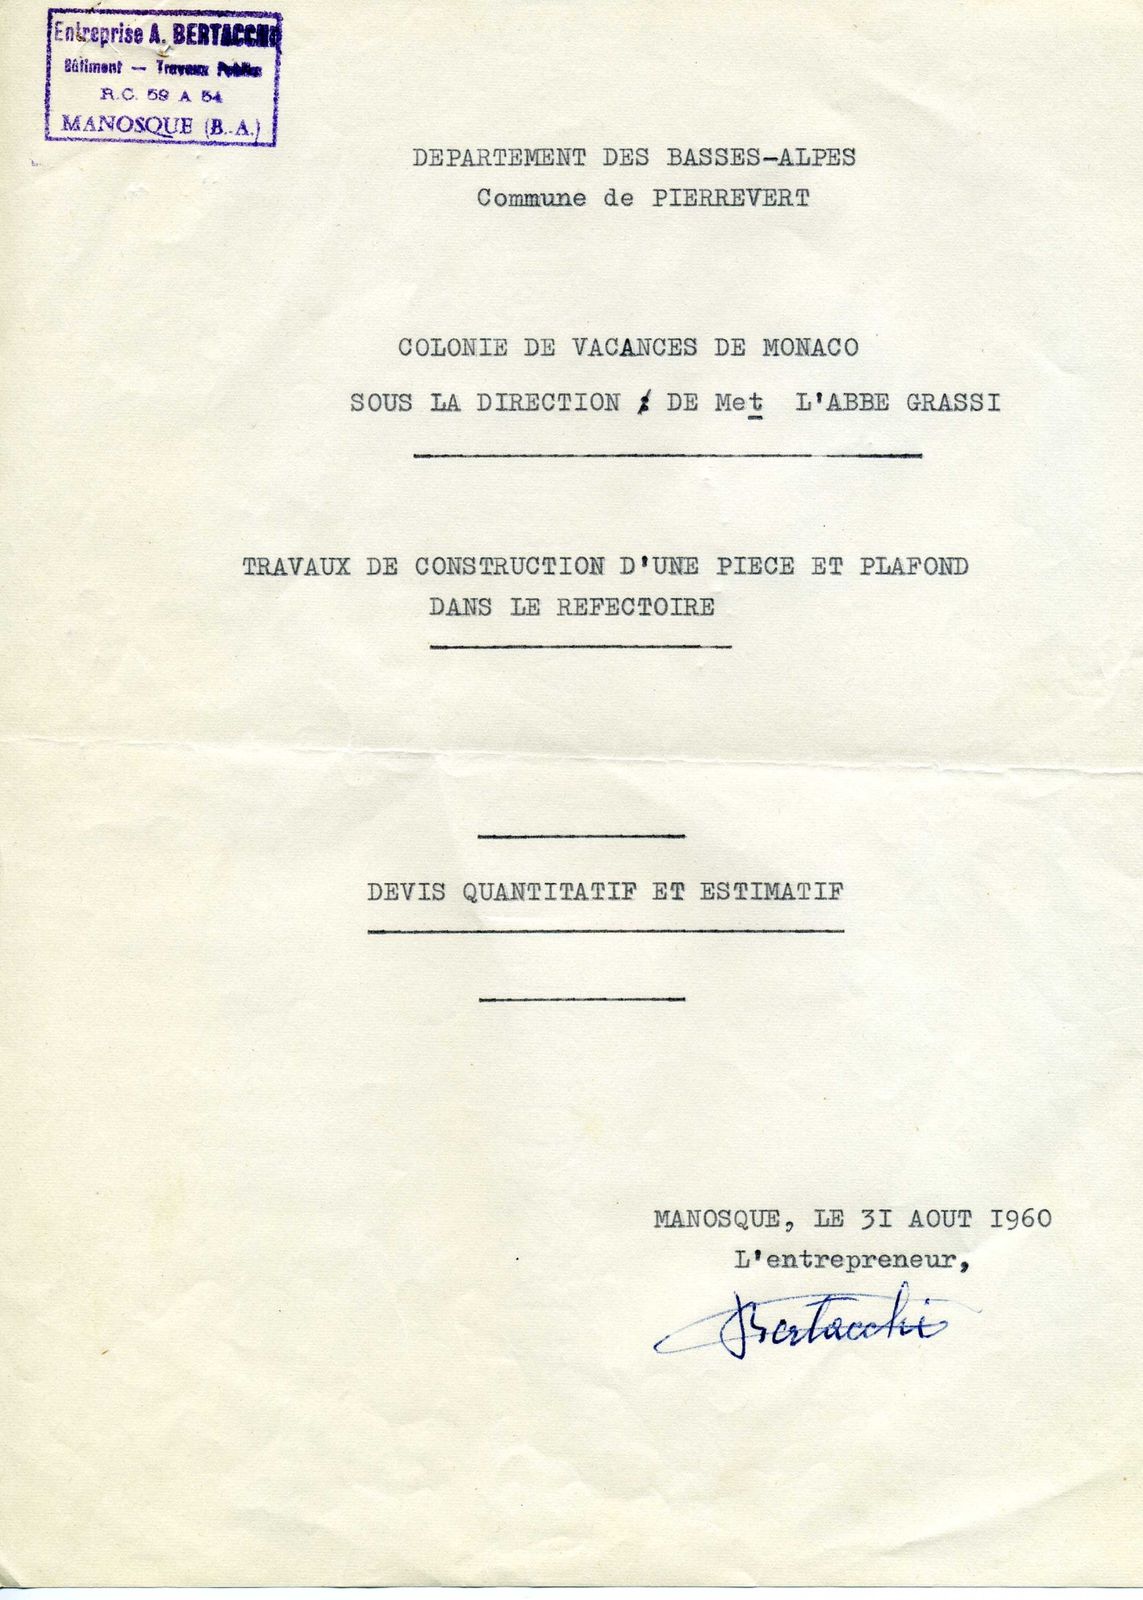 Entreprise A. BERTACCHI
Bâtiment — Travaux Publics
R.C. 59 A 54
MANOSQUE (B.-A.)
DEPARTEMENT DES BASSES-ALPES
Commune de PIERREVERT
COLONIE DE VACANCES DE MONACO
SOUS LA DIRECTION : DE Met L'ABBE GRASSI
TRAVAUX DE CONSTRUCTION D'UNE PIECE ET PLAFOND
DANS LE REFECTOIRE
DEVIS QUANTITATIF ET ESTIMATIF
MANOSQUE, LE 31 AOUT 1960
L'entrepreneur,
Bertacchi